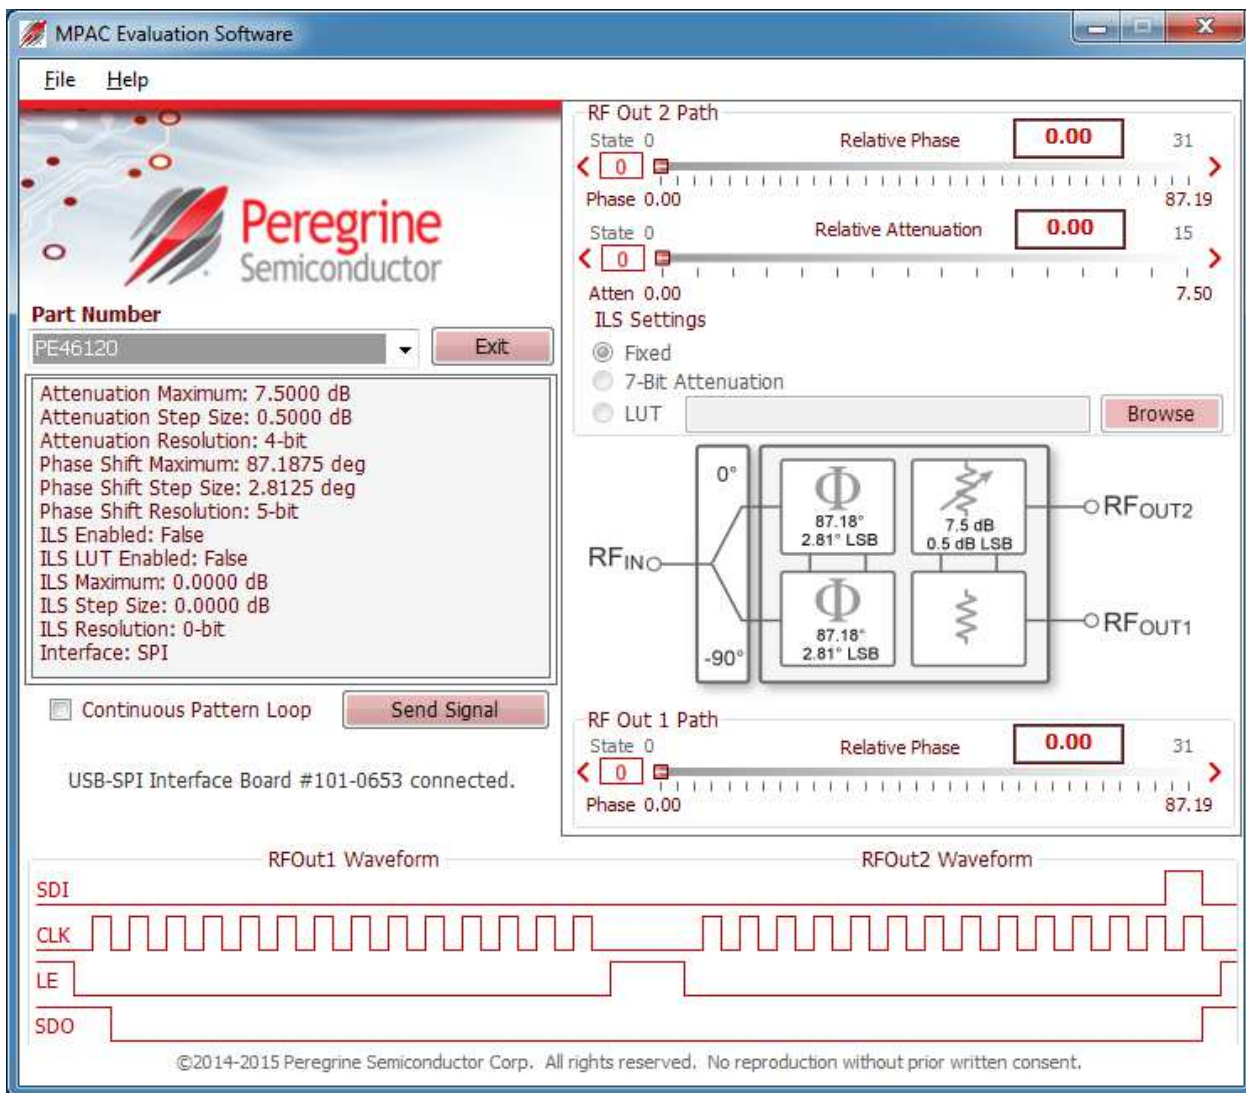 MPAC Evaluation Software
File Help
Peregrine
Semiconductor
Part Number
PE46120
Exit
Attenuation Maximum: 7.5000 dB
Attenuation Step Size: 0.5000 dB
Attenuation Resolution: 4-bit
Phase Shift Maximum: 87.1875 deg
Phase Shift Step Size: 2.8125 deg
Phase Shift Resolution: 5-bit
ILS Enabled: False
ILS LUT Enabled: False
ILS Maximum: 0.0000 dB
ILS Step Size: 0.0000 dB
ILS Resolution: 0-bit
Interface: SPI
Continuous Pattern Loop
Send Signal
USB-SPI Interface Board #101-0653 connected.
RF Out 2 Path
State 0 Relative Phase 0.00 31
0
Phase 0.00 87.19
State 0 Relative Attenuation 0.00 15
0
Atten 0.00 7.50
ILS Settings
Fixed
7-Bit Attenuation
LUT Browse
0°
Φ
87.18°
2.81° LSB
7.5 dB
0.5 dB LSB
RFOUT2
RFIN
Φ
87.18°
2.81° LSB
RFOUT1
-90°
RF Out 1 Path
State 0 Relative Phase 0.00 31
0
Phase 0.00 87.19
RFOut1 Waveform RFOut2 Waveform
SDI
CLK
LE
SDO
©2014-2015 Peregrine Semiconductor Corp. All rights reserved. No reproduction without prior written consent.